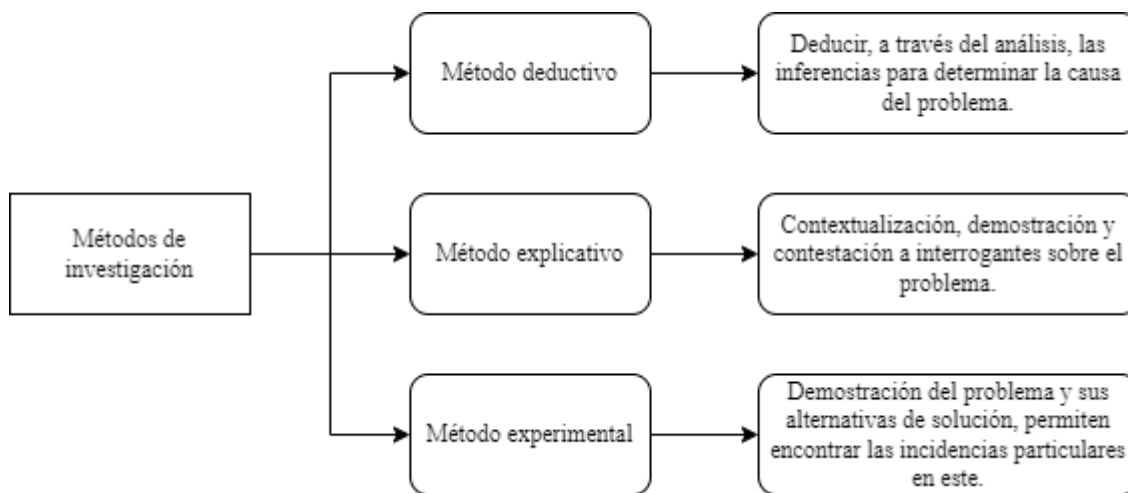 Métodos de
investigación
Método deductivo
Deducir, a través del análisis, las
inferencias para determinar la causa
del problema.
Método explicativo
Contextualización, demostración y
contestación a interrogantes sobre el
problema.
Método experimental
Demostración del problema y sus
alternativas de solución, permiten
encontrar las incidencias particulares
en este.